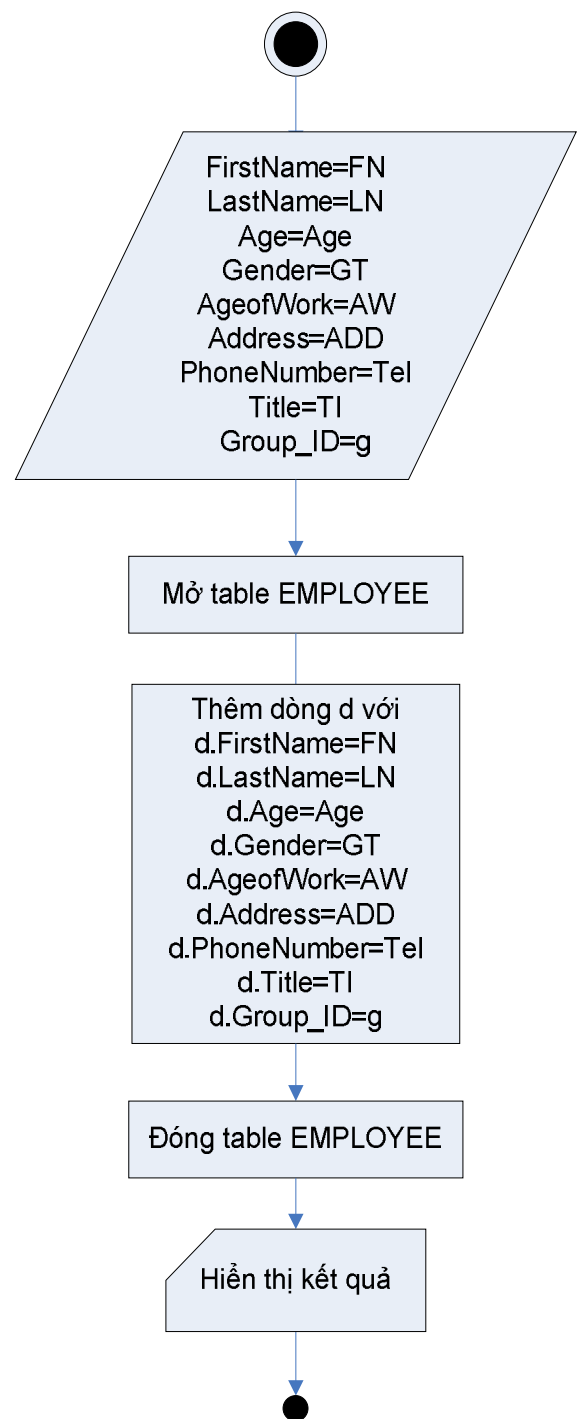 FirstName=FN
LastName=LN
Age=Age
Gender=GT
AgeofWork=AW
Address=ADD
PhoneNumber=Tel
Title=TI
Group_ID=g
Mở table EMPLOYEE
Thêm dòng d với
d.FirstName=FN
d.LastName=LN
d.Age=Age
d.Gender=GT
d.AgeofWork=AW
d.Address=ADD
d.PhoneNumber=Tel
d.Title=TI
d.Group_ID=g
Đóng table EMPLOYEE
Hiển thị kết quả